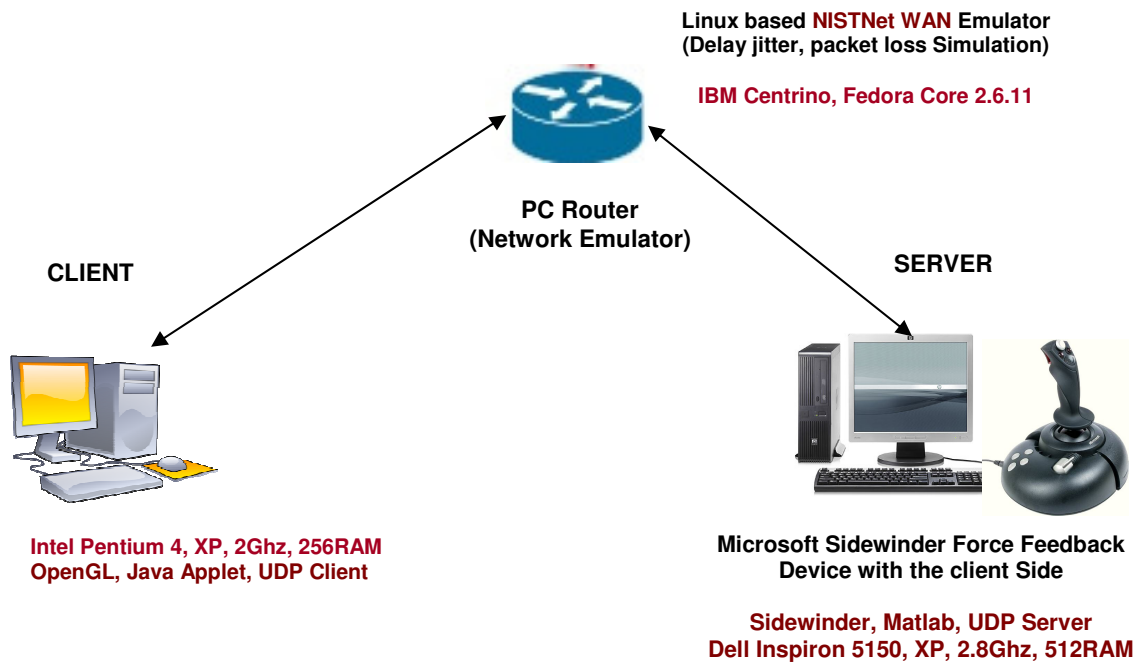 Linux based NISTNet WAN Emulator
(Delay jitter, packet loss Simulation)
IBM Centrino, Fedora Core 2.6.11
PC Router
(Network Emulator)
CLIENT
SERVER
Intel Pentium 4, XP, 2Ghz, 256RAM
OpenGL, Java Applet, UDP Client
Microsoft Sidewinder Force Feedback
Device with the client Side
Sidewinder, Matlab, UDP Server
Dell Inspiron 5150, XP, 2.8Ghz, 512RAM